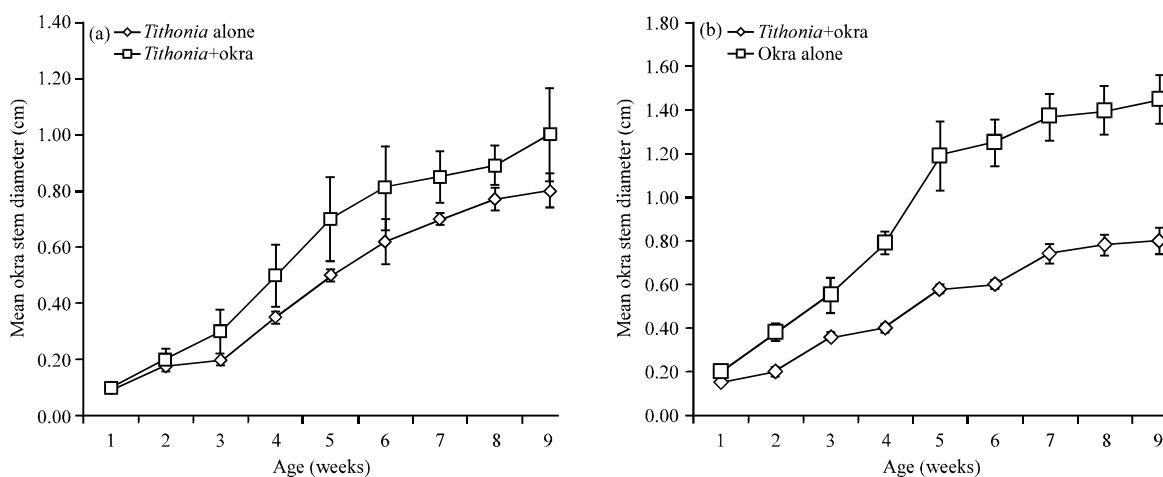 (a)
Tithonia alone
Tithonia+okra
Mean okra stem diameter (cm)
1.40
1.20
1.00
0.80
0.60
0.40
0.20
0.00
1 2 3 4 5 6 7 8 9
Age (weeks)
(b)
Tithonia+okra
Okra alone
Mean okra stem diameter (cm)
1.80
1.60
1.40
1.20
1.00
0.80
0.60
0.40
0.20
0.00
1 2 3 4 5 6 7 8 9
Age (weeks)